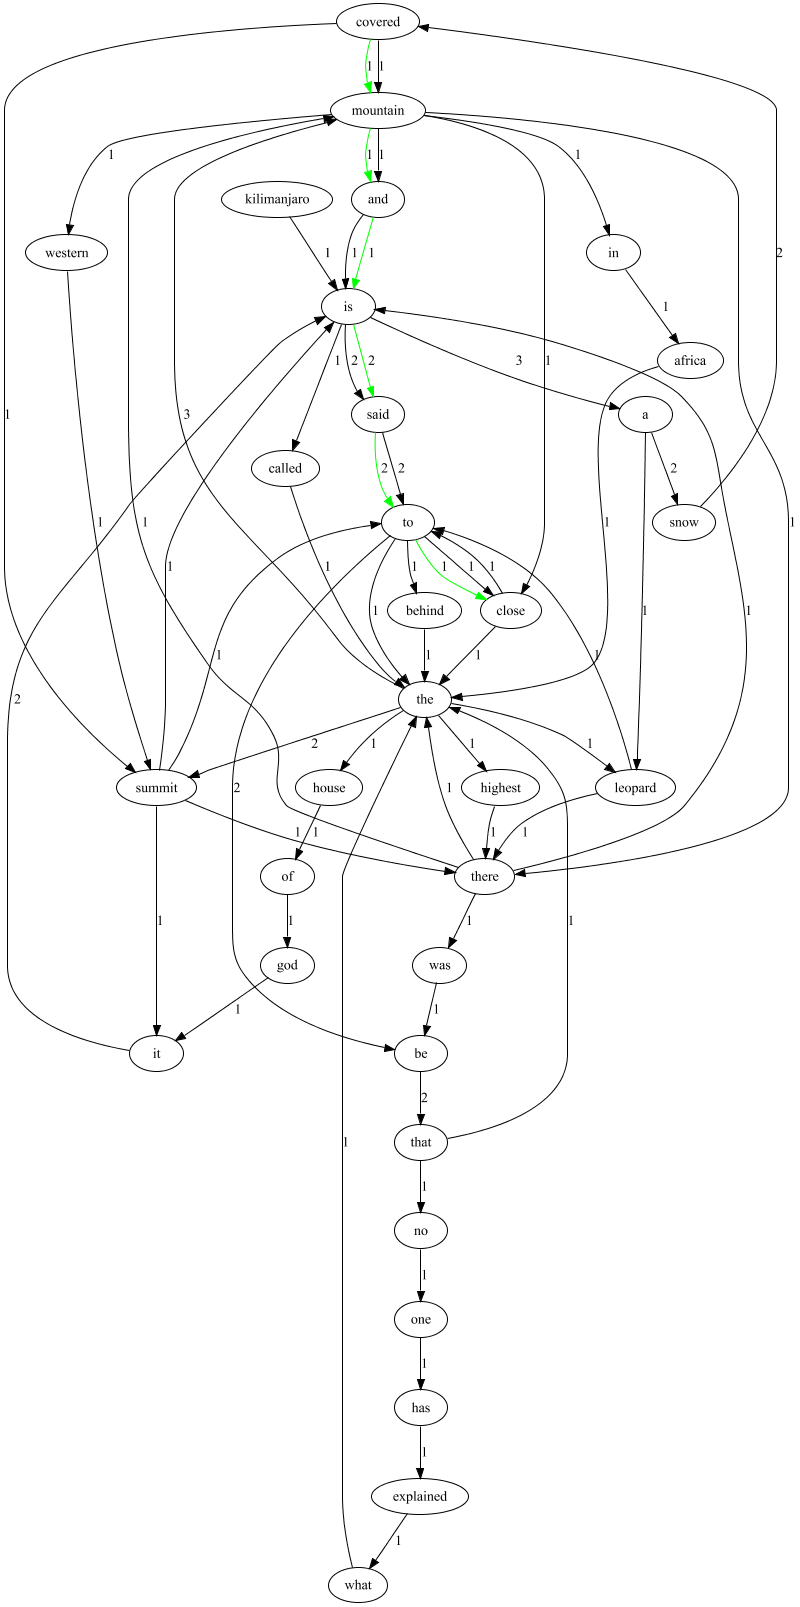 covered
1 1
mountain
1 1 1 1
kilimanjaro and
western in
1 1 1
is 1
africa
1 2 2 3 1
1 3 said a
called 2 2 2
1 1 to snow
1 1 1 1 1
1 1 behind close 1
1 1 1 1
2 the
2 1 1 1
summit 2 house 1 highest leopard
1 1 1 1
of there
1 1 1 1
god was
1 1
it be
2
1 that
1
no
1
one
1
has
1
explained
1
what